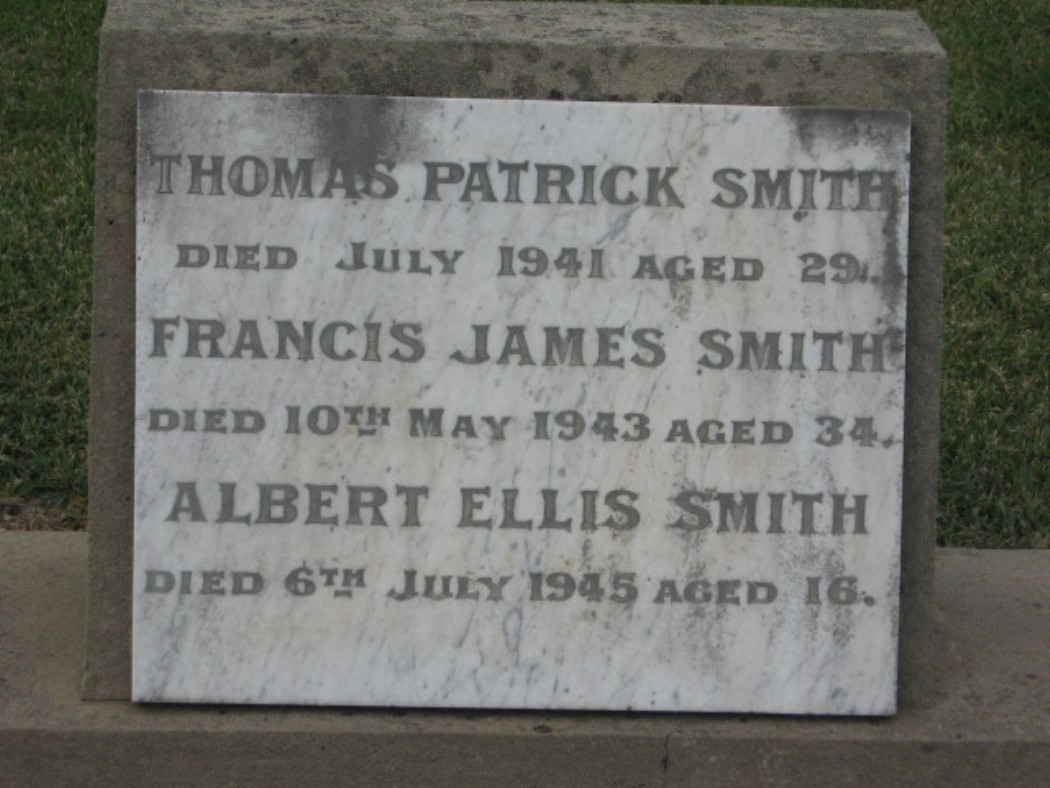 THOMAS PATRICK SMITH
DIED JULY 1941 AGED 29.
FRANCIS JAMES SMITH
DIED 10TH MAY 1943 AGED 34.
ALBERT ELLIS SMITH
DIED 6TH JULY 1945 AGED 16.